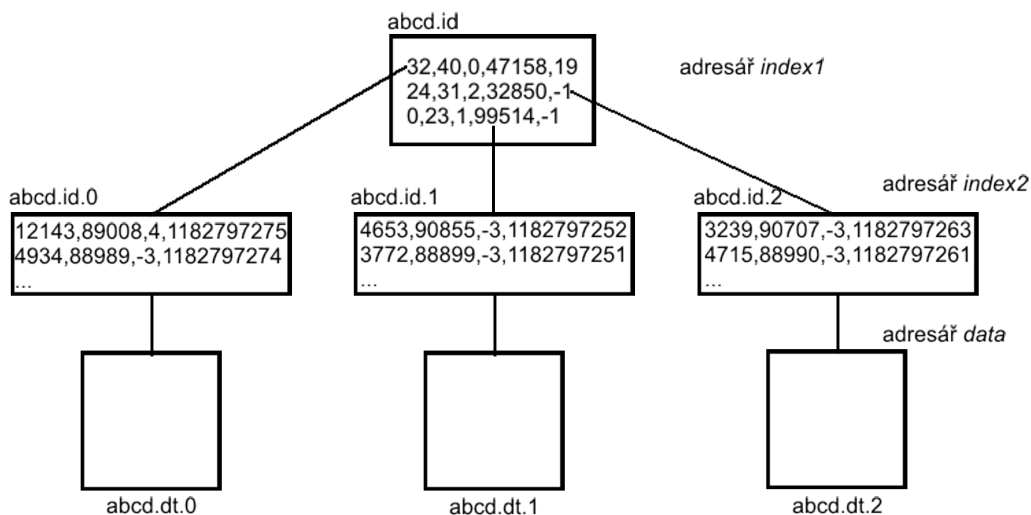 abcd.id
32,40,0,47158,19
24,31,2,32850,-1
0,23,1,99514,-1
adresář index1
adresář index2
abcd.id.0
12143,89008,4,1182797275
4934,88989,-3,1182797274
...
abcd.id.1
4653,90855,-3,1182797252
3772,88899,-3,1182797251
...
abcd.id.2
3239,90707,-3,1182797263
4715,88990,-3,1182797261
...
adresář data
abcd.dt.0
abcd.dt.1
abcd.dt.2